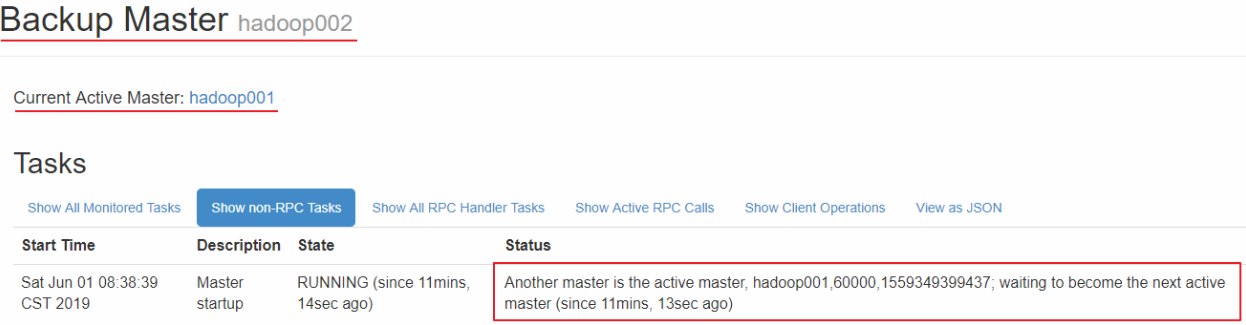 Backup Master hadoop002
Current Active Master: hadoop001
Tasks
Show All Monitored Tasks Show non-RPC Tasks Show All RPC Handler Tasks Show Active RPC Calls Show Client Operations View as JSON
Start Time Description State Status
Sat Jun 01 08:38:39 Master RUNNING (since 11mins, Another master is the active master, hadoop001,60000,1559349399437; waiting to become the next active
CST 2019 startup 14sec ago) master (since 11mins, 13sec ago)